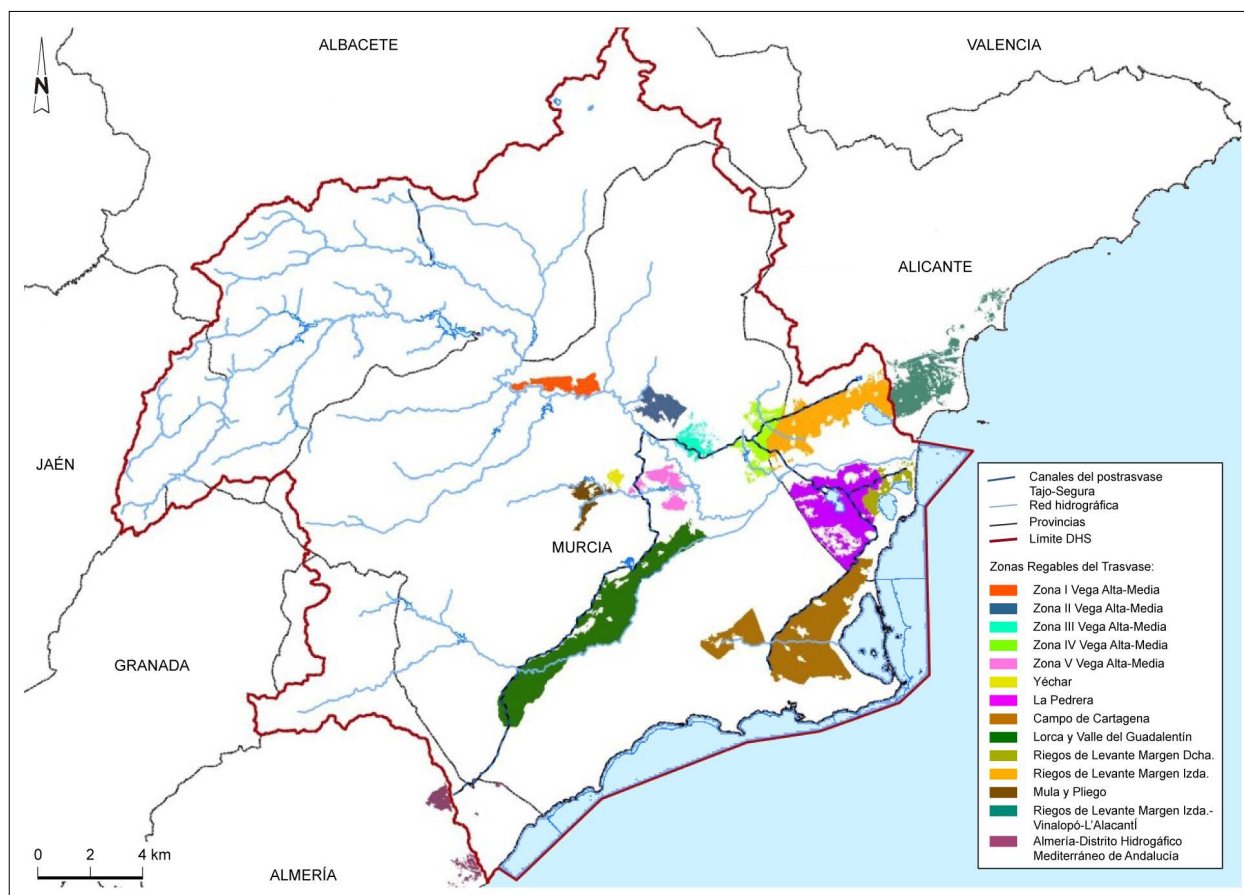 ALBACETE
VALENCIA
N
ALICANTE
JAÉN
MURCIA
GRANADA
ALMERÍA
0 2 4 km
Canales del postrasvase
Tajo-Segura
Red hidrográfica
Provincias
Límite DHS
Zonas Regables del Trasvase:
Zona I Vega Alta-Media
Zona II Vega Alta-Media
Zona III Vega Alta-Media
Zona IV Vega Alta-Media
Zona V Vega Alta-Media
Yéchar
La Pedrera
Campo de Cartagena
Lorca y Valle del Guadalentín
Riegos de Levante Margen Dcha.
Riegos de Levante Margen Izda.
Mula y Pliego
Riegos de Levante Margen Izda.-
Vinalopó-L'AlacantÍ
Almería-Distrito Hidrogáfico
Mediterráneo de Andalucía